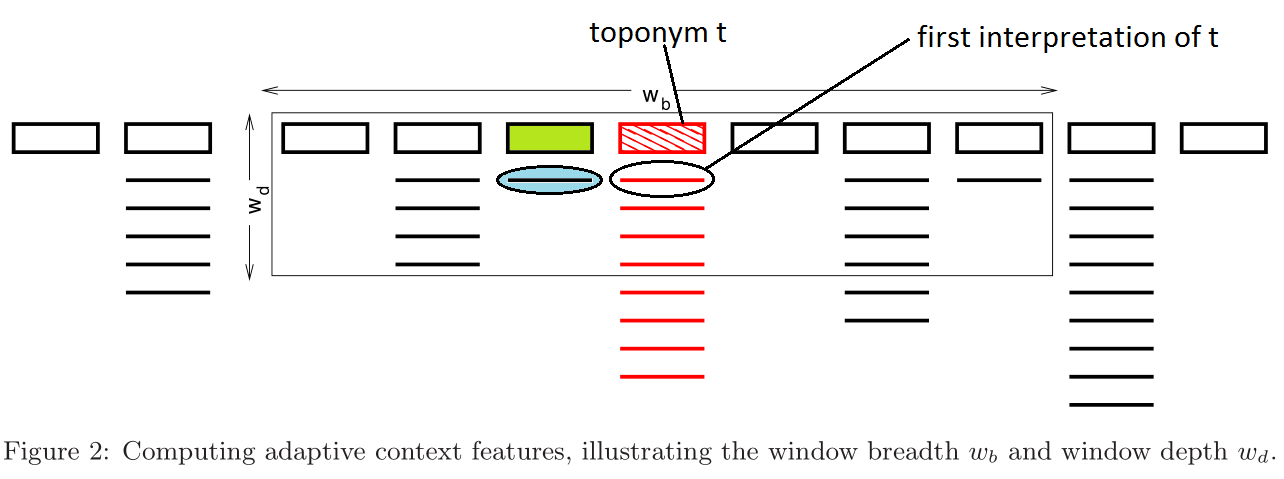 toponym t
first interpretation of t
w_b
w_d
Figure 2: Computing adaptive context features, illustrating the window breadth w_b and window depth w_d.